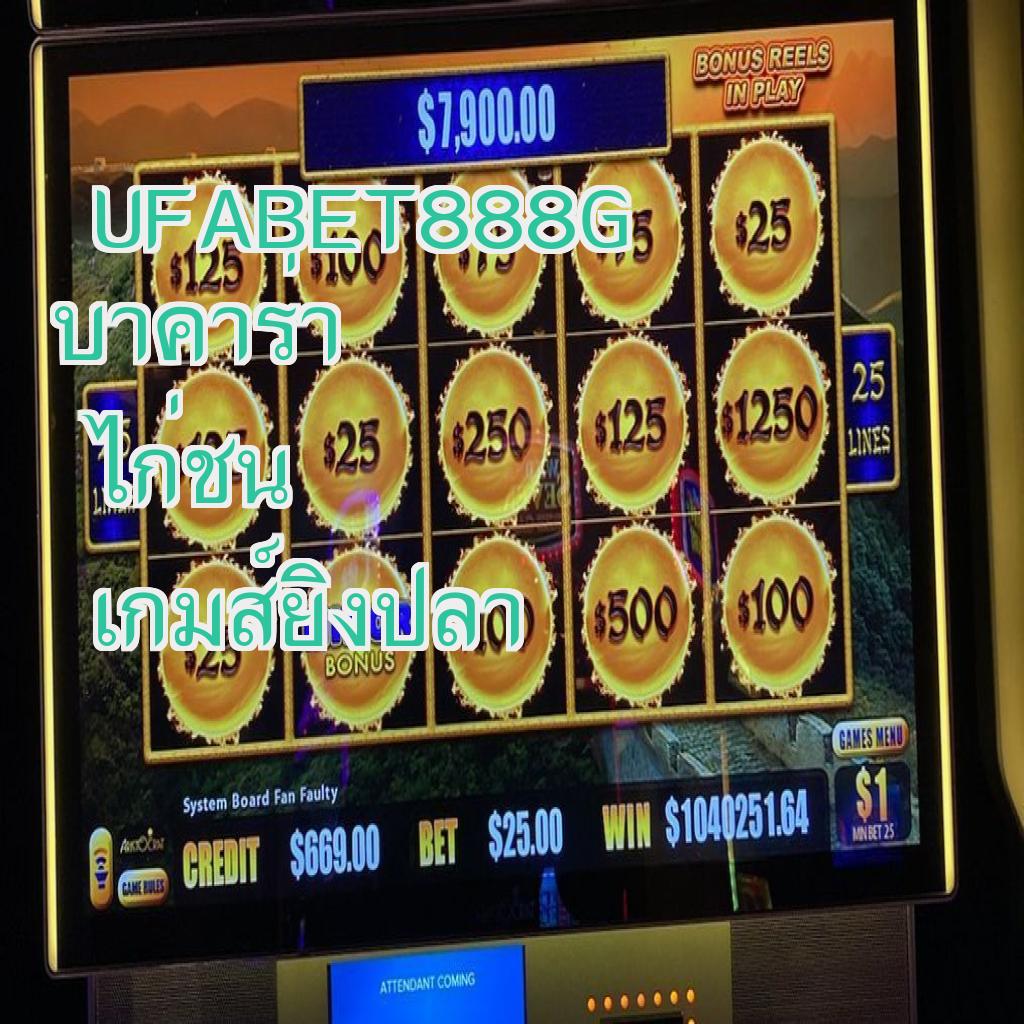 BONUS REELS
IN PLAY
$7,900.00
UFABET888G
$125 $100 $25
บาคาร่า
ไก่ชน
$25 $250 $125 $1250
25
LINES
เกมส์ยิงปลา
$25 BONUS $500 $100
GAMES MENU
System Board Fan Faulty
$1
MIN BET 25
ARISTOCRAT
GAME RULES
CREDIT $669.00 BET $25.00 WIN $1040251.64
ATTENDANT COMING